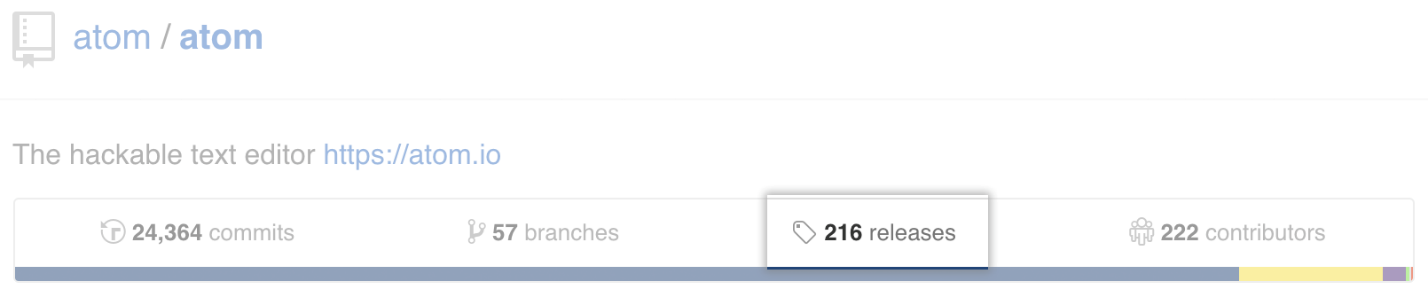 atom / atom
The hackable text editor https://atom.io
24,364 commits 57 branches 216 releases 222 contributors